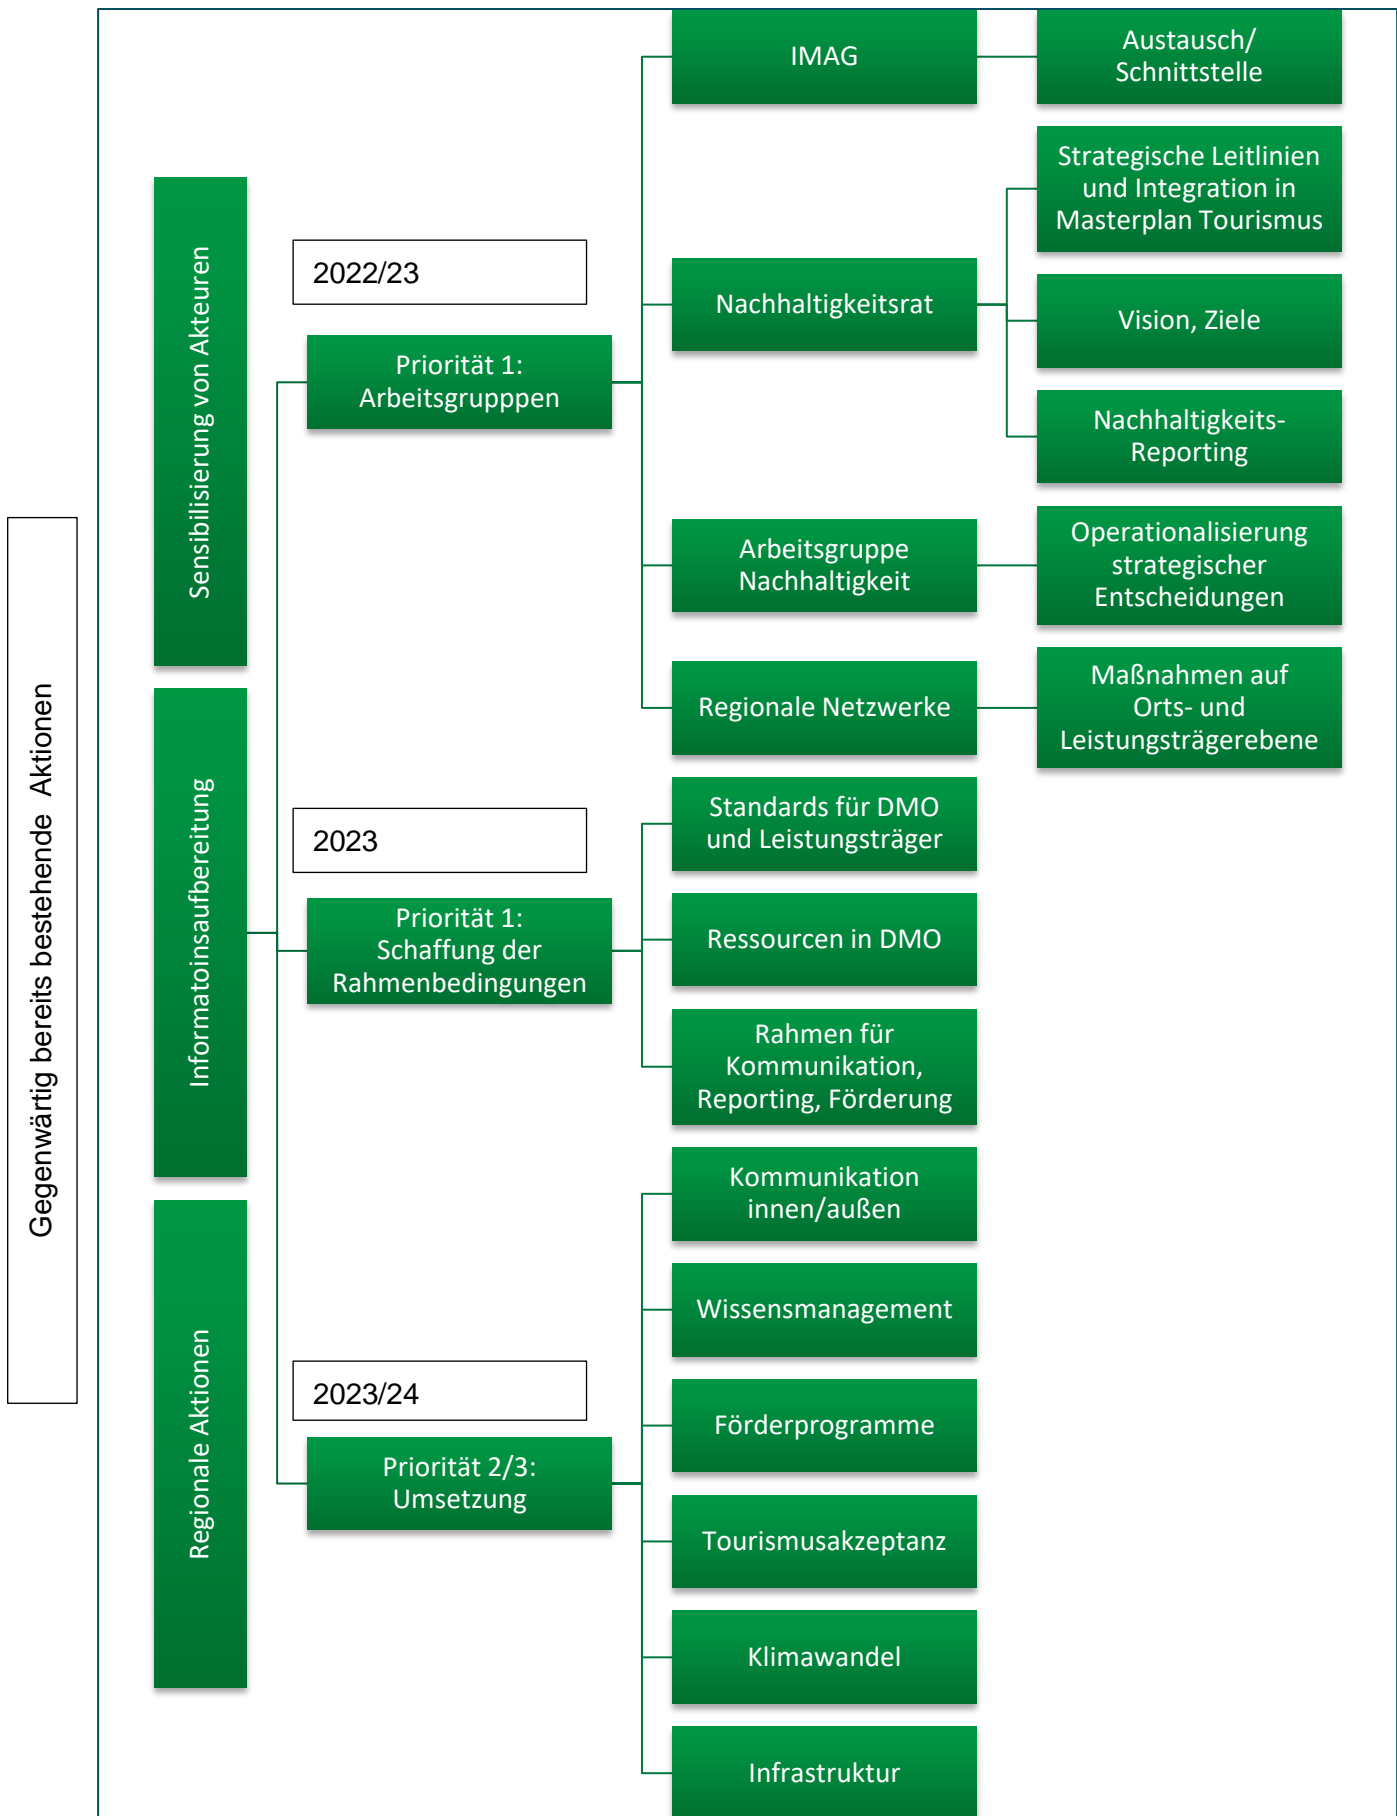 Gegenwärtig bereits bestehende Aktionen
Sensibilisierung von Akteuren
Informatoinsaufbereitung
Regionale Aktionen
2022/23
Priorität 1:
Arbeitsgrupppen
IMAG
Austausch/
Schnittstelle
Nachhaltigkeitsrat
Strategische Leitlinien
und Integration in
Masterplan Tourismus
Vision, Ziele
Nachhaltigkeits-
Reporting
Arbeitsgruppe
Nachhaltigkeit
Operationalisierung
strategischer
Entscheidungen
Regionale Netzwerke
Maßnahmen auf
Orts- und
Leistungsträgerebene
2023
Priorität 1:
Schaffung der
Rahmenbedingungen
Standards für DMO
und Leistungsträger
Ressourcen in DMO
Rahmen für
Kommunikation,
Reporting, Förderung
2023/24
Priorität 2/3:
Umsetzung
Kommunikation
innen/außen
Wissensmanagement
Förderprogramme
Tourismusakzeptanz
Klimawandel
Infrastruktur